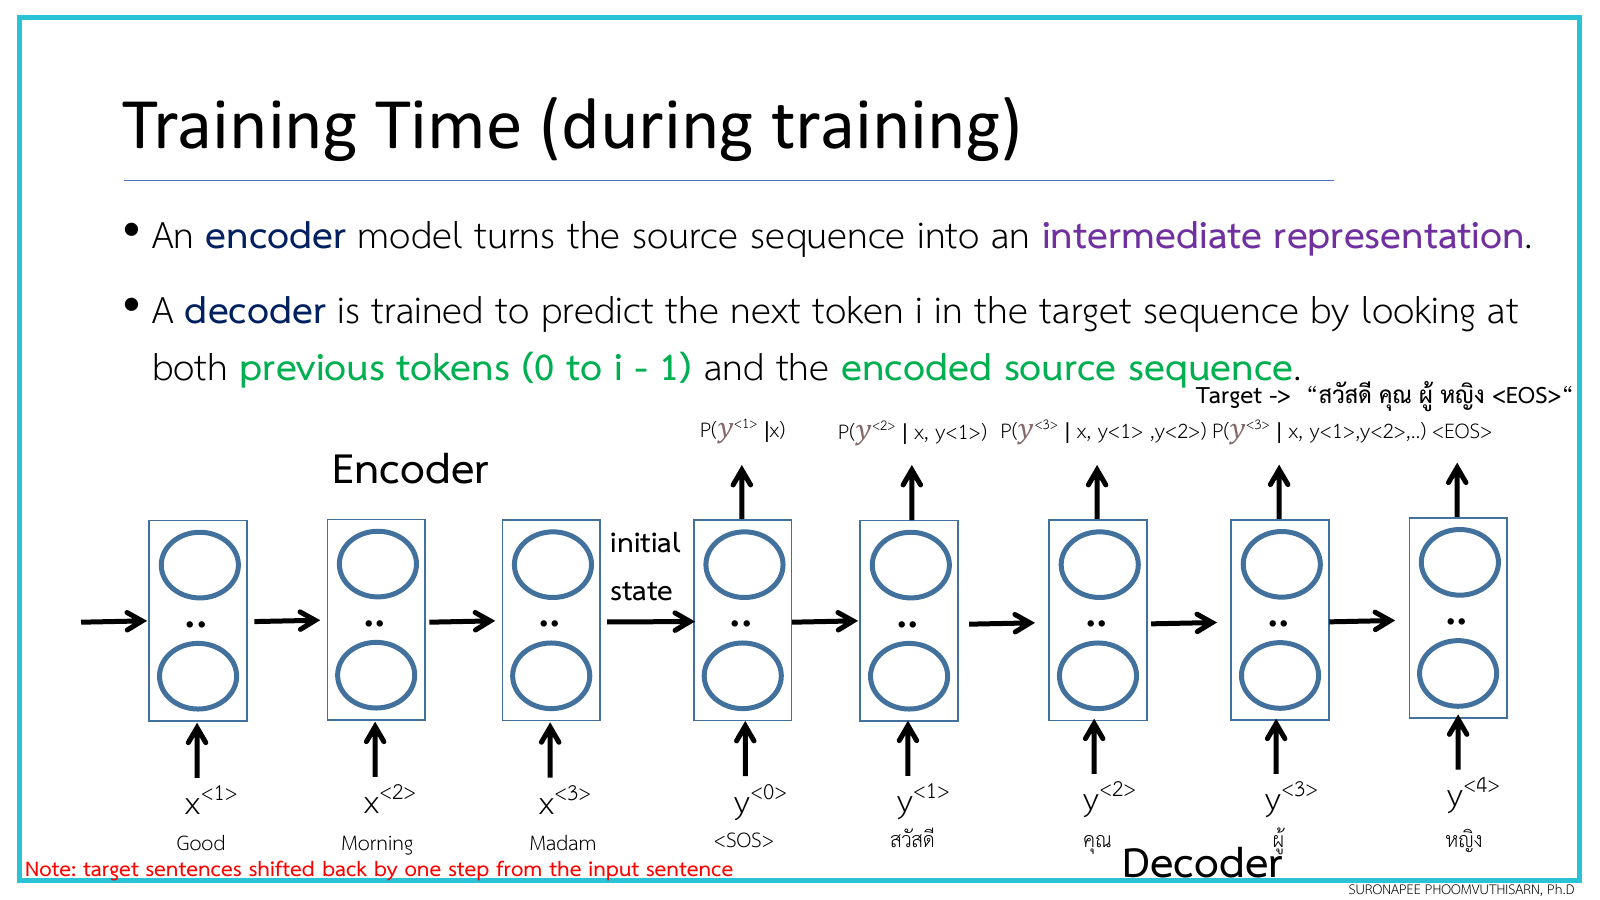 Training Time (during training)
• An encoder model turns the source sequence into an intermediate representation.
• A decoder is trained to predict the next token i in the target sequence by looking at
both previous tokens (0 to i - 1) and the encoded source sequence.
Target -> “สวัสดี คุณ ผู้ หญิง <EOS>“
P(y<1> |x) P(y<2> | x, y<1>) P(y<3> | x, y<1> ,y<2>) P(y<3> | x, y<1>,y<2>,..) <EOS>
Encoder
initial
state
.. .. .. .. .. .. .. ..
x<1> x<2> x<3> y<0> y<1> y<2> y<3> y<4>
Good Morning Madam <SOS> สวัสดี คุณ ผู้ หญิง
Decoder
Note: target sentences shifted back by one step from the input sentence
SURONAPEE PHOOMVUTHISARN, Ph.D